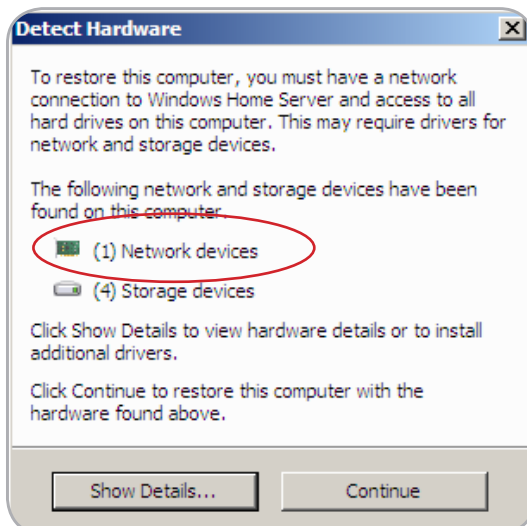 Detect Hardware
To restore this computer, you must have a network
connection to Windows Home Server and access to all
hard drives on this computer. This may require drivers for
network and storage devices.
The following network and storage devices have been
found on this computer.
(1) Network devices
(4) Storage devices
Click Show Details to view hardware details or to install
additional drivers.
Click Continue to restore this computer with the
hardware found above.
Show Details... Continue